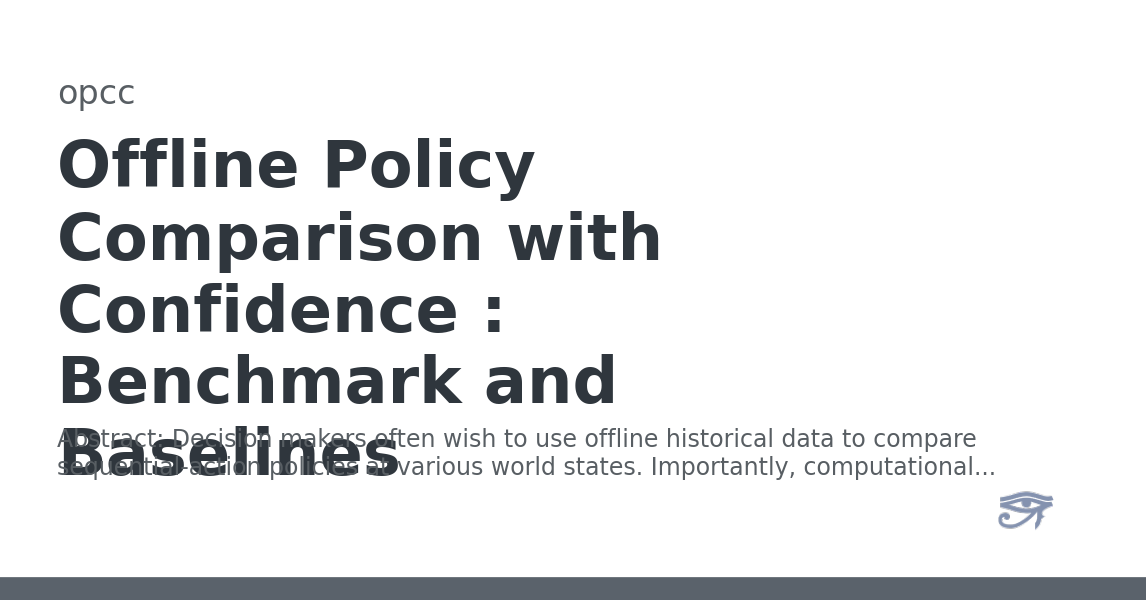 opcc
Offline Policy
Comparison with
Confidence :
Benchmark and
Baselines
Abstract: Decision makers often wish to use offline historical data to compare
sequential-action policies at various world states. Importantly, computational...